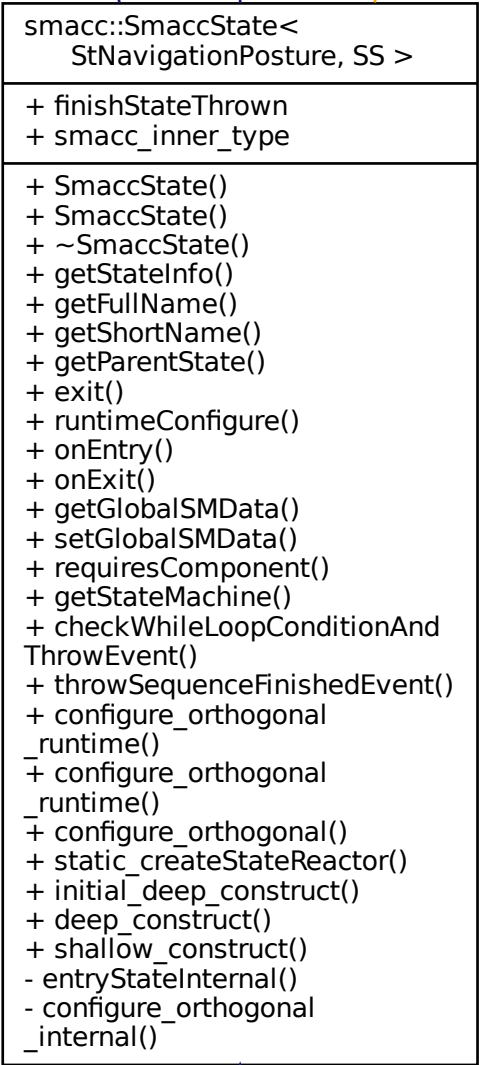 smacc::SmaccState<
StNavigationPosture, SS >
+ finishStateThrown
+ smacc_inner_type
+ SmaccState()
+ SmaccState()
+ ~SmaccState()
+ getStateInfo()
+ getFullName()
+ getShortName()
+ getParentState()
+ exit()
+ runtimeConfigure()
+ onEntry()
+ onExit()
+ getGlobalSMData()
+ setGlobalSMData()
+ requiresComponent()
+ getStateMachine()
+ checkWhileLoopConditionAnd
ThrowEvent()
+ throwSequenceFinishedEvent()
+ configure_orthogonal
_runtime()
+ configure_orthogonal
_runtime()
+ configure_orthogonal()
+ static_createStateReactor()
+ initial_deep_construct()
+ deep_construct()
+ shallow_construct()
- entryStateInternal()
- configure_orthogonal
_internal()